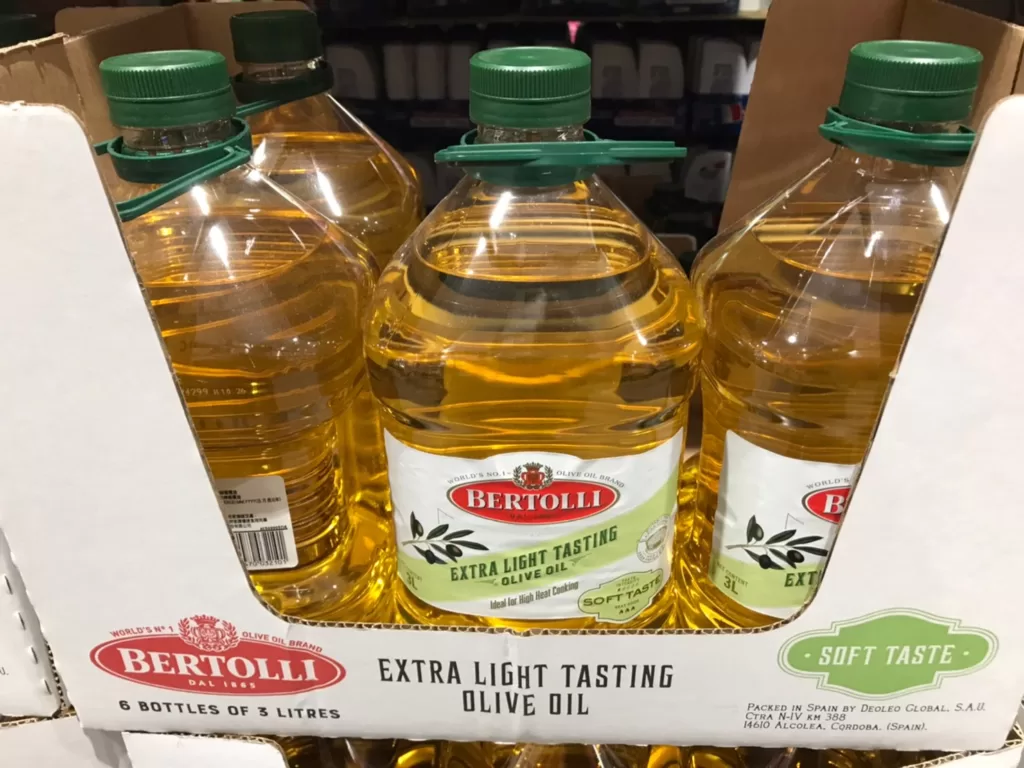 4299 B14 26
WORLD'S NO.1 OLIVE OIL BRAND
BERTOLLI
EXTRA LIGHT TASTING
OLIVE OIL
Ideal for High Heat Cooking
SOFT TASTE
3L
WORLD'S
B
EXT
3L
WORLD'S Nº 1 OLIVE OIL BRAND
BERTOLLI
DAL 1865
6 BOTTLES OF 3 LITRES
EXTRA LIGHT TASTING
OLIVE OIL
SOFT TASTE
PACKED IN SPAIN BY DEOLEO GLOBAL, S.A.U.
CTRA N-IV KM 388
14610 ALCOLEA, CORDOBA. (SPAIN).